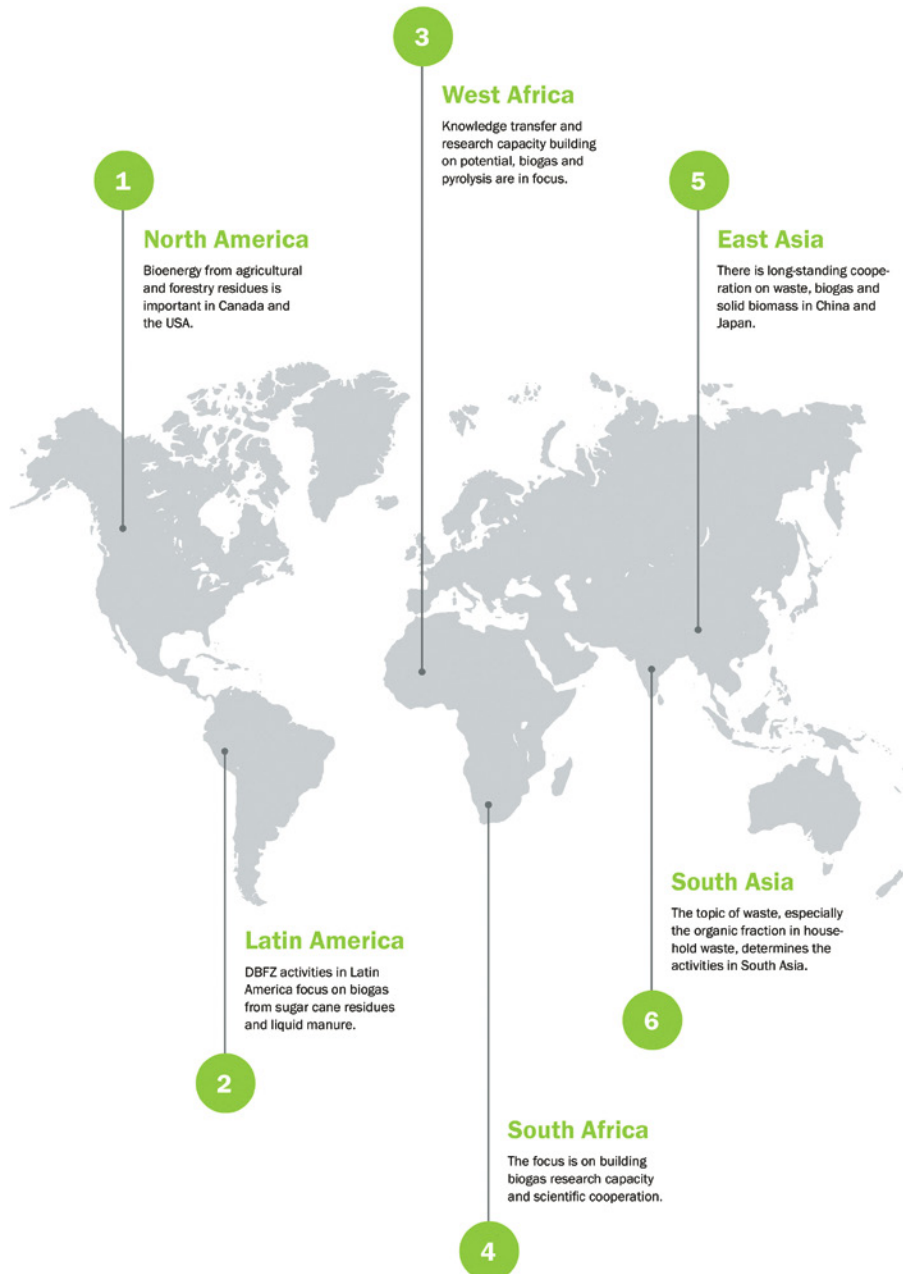 3
West Africa
Knowledge transfer and
research capacity building
on potential, biogas and
pyrolysis are in focus.
1
North America
Bioenergy from agricultural
and forestry residues is
important in Canada and
the USA.
5
East Asia
There is long-standing coope-
ration on waste, biogas and
solid biomass in China and
Japan.
Latin America
DBFZ activities in Latin
America focus on biogas
from sugar cane residues
and liquid manure.
2
South Asia
The topic of waste, especially
the organic fraction in house-
hold waste, determines the
activities in South Asia.
6
South Africa
The focus is on building
biogas research capacity
and scientific cooperation.
4